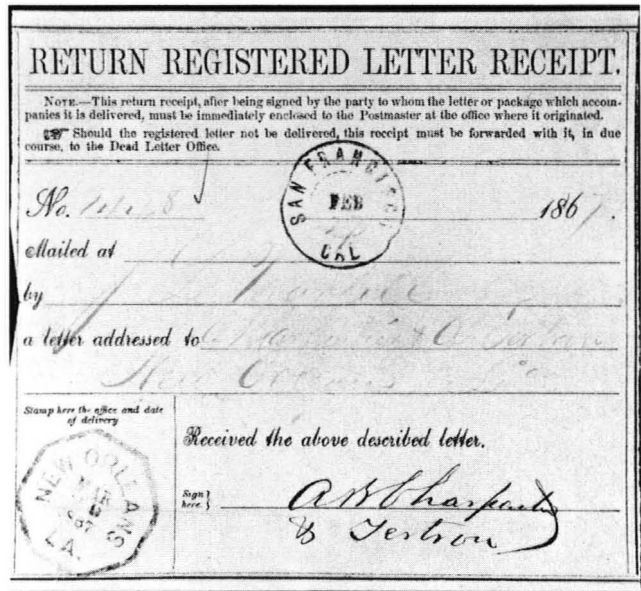 RETURN REGISTERED LETTER RECEIPT.
NOTE.—This return receipt, after being signed by the party to whom the letter or package which accom-
panies it is delivered, must be immediately enclosed to the Postmaster at the office where it originated.
☞ Should the registered letter not be delivered, this receipt must be forwarded with it, in due
course, to the Dead Letter Office.
SAN FRANCISCO
FEB
CAL
No. 1867.
Mailed at
by
a letter addressed to
New Orleans
Stamp here the office and date
of delivery
NEW ORLEANS
MAR
LA.
Received the above described letter.
Sign
here.